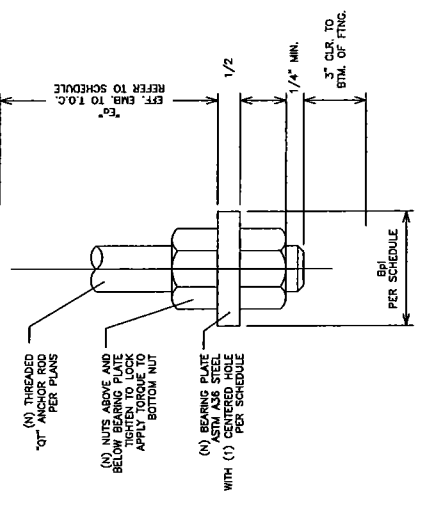 (N) THREADED
"QT" ANCHOR ROD
PER PLANS
(N) NUTS ABOVE AND
BELOW BEARING PLATE
TIGHTEN TO LOCK
APPLY TORQUE TO
BOTTOM NUT
(N) BEARING PLATE
ASTM A36 STEEL
WITH (1) CENTERED HOLE
PER SCHEDULE
"Ea"
EFF. EMB. TO T.O.C.
REFER TO SCHEDULE
1/2
1/4" MIN.
3" CLR. TO
BTM. OF FTNG.
Bpl
PER SCHEDULE